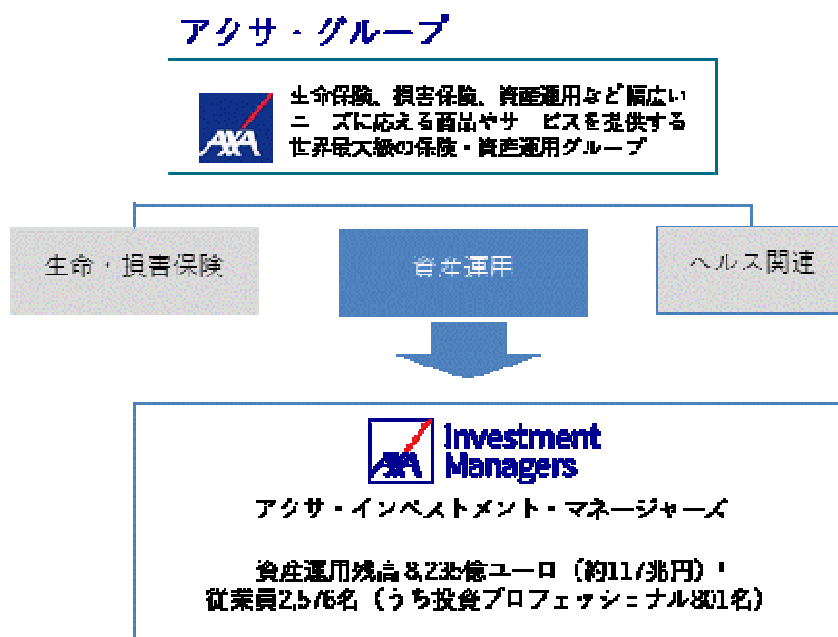 アクサ・グループ
AXA
生命保険、損害保険、資産運用など幅広い
ニーズに応える商品やサービスを提供する
世界最大級の保険・資産運用グループ
生命・損害保険
資産運用
ヘルス関連
AXA Investment
Managers
アクサ・インベストメント・マネージャーズ
資産運用残高 8,235億ユーロ（約117兆円）
従業員2,576名（うち投資プロフェッショナル801名）